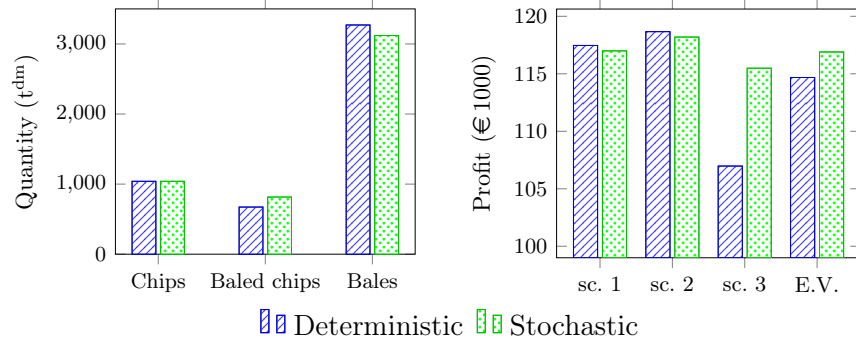 Quantity (t^dm)
3,000
2,000
1,000
0
Chips Baled chips Bales
Profit (€1000)
120
115
110
105
100
sc. 1 sc. 2 sc. 3 E.V.
Deterministic Stochastic